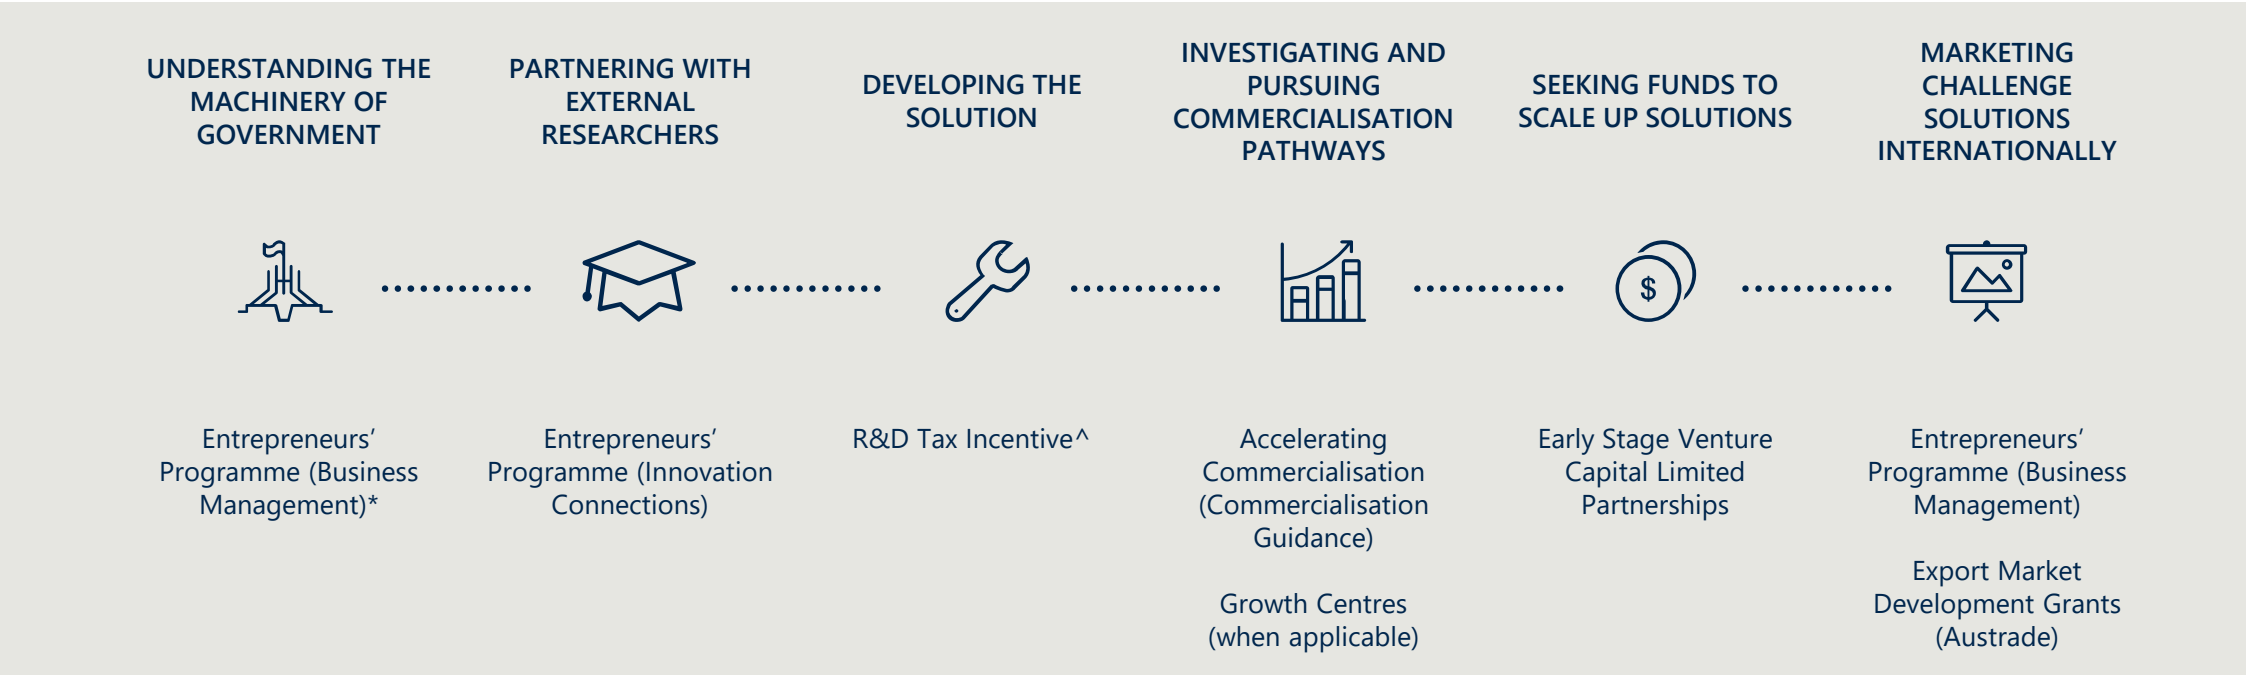 UNDERSTANDING THE
MACHINERY OF
GOVERNMENT
PARTNERING WITH
EXTERNAL
RESEARCHERS
DEVELOPING THE
SOLUTION
INVESTIGATING AND
PURSUING
COMMERCIALISATION
PATHWAYS
SEEKING FUNDS TO
SCALE UP SOLUTIONS
MARKETING
CHALLENGE
SOLUTIONS
INTERNATIONALLY
$
Entrepreneurs’
Programme (Business
Management)*
Entrepreneurs’
Programme (Innovation
Connections)
R&D Tax Incentive^
Accelerating
Commercialisation
(Commercialisation
Guidance)
Growth Centres
(when applicable)
Early Stage Venture
Capital Limited
Partnerships
Entrepreneurs’
Programme (Business
Management)
Export Market
Development Grants
(Austrade)